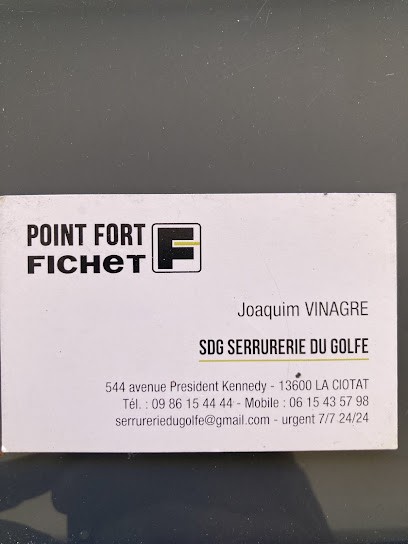 POINT FORT
FICHET F
Joaquim VINAGRE
SDG SERRURERIE DU GOLFE
544 avenue President Kennedy - 13600 LA CIOTAT
Tél. : 09 86 15 44 44 - Mobile : 06 15 43 57 98
serrureriedugolfe@gmail.com - urgent 7/7 24/24